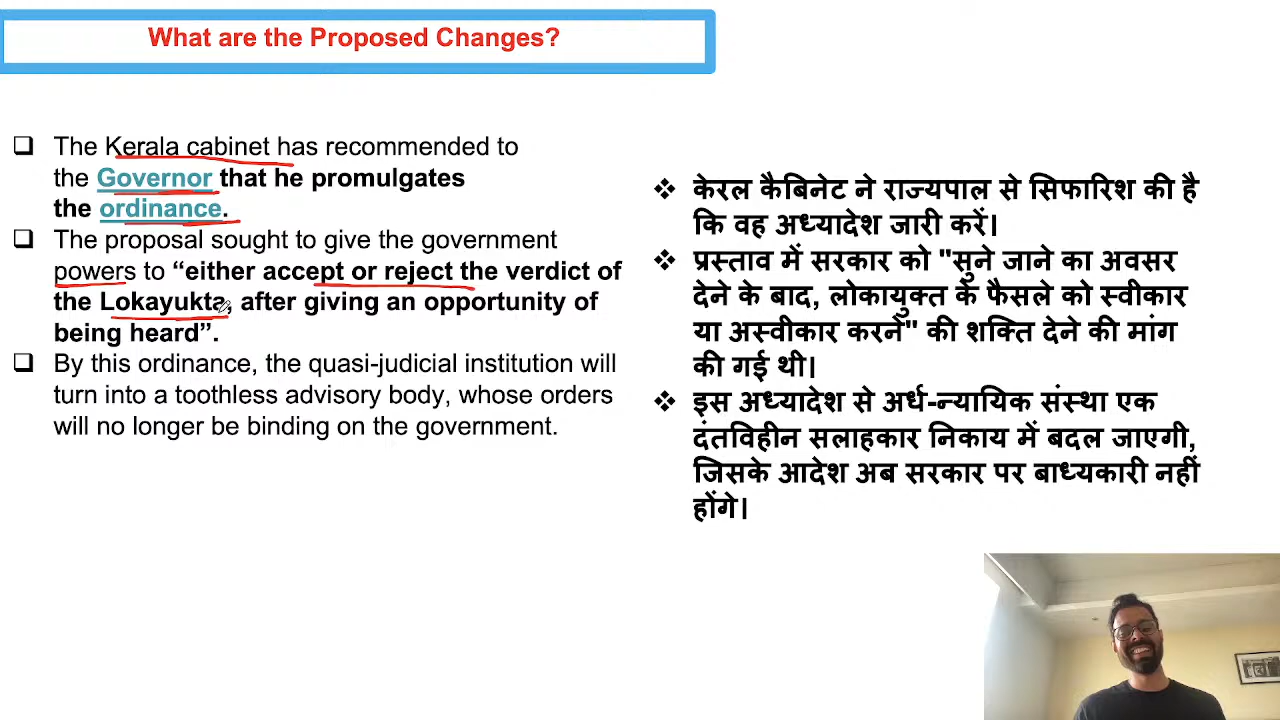 What are the Proposed Changes?
❑ The Kerala cabinet has recommended to
the Governor that he promulgates
the ordinance.
❑ The proposal sought to give the government
powers to “either accept or reject the verdict of
the Lokayukta, after giving an opportunity of
being heard”.
❑ By this ordinance, the quasi-judicial institution will
turn into a toothless advisory body, whose orders
will no longer be binding on the government.
❖ केरल कैबिनेट ने राज्यपाल से सिफारिश की है
कि वह अध्यादेश जारी करें।
❖ प्रस्ताव में सरकार को "सुने जाने का अवसर
देने के बाद, लोकायुक्त के फैसले को स्वीकार
या अस्वीकार करने" की शक्ति देने की मांग
की गई थी।
❖ इस अध्यादेश से अर्ध-न्यायिक संस्था एक
दंतविहीन सलाहकार निकाय में बदल जाएगी,
जिसके आदेश अब सरकार पर बाध्यकारी नहीं
होंगे।